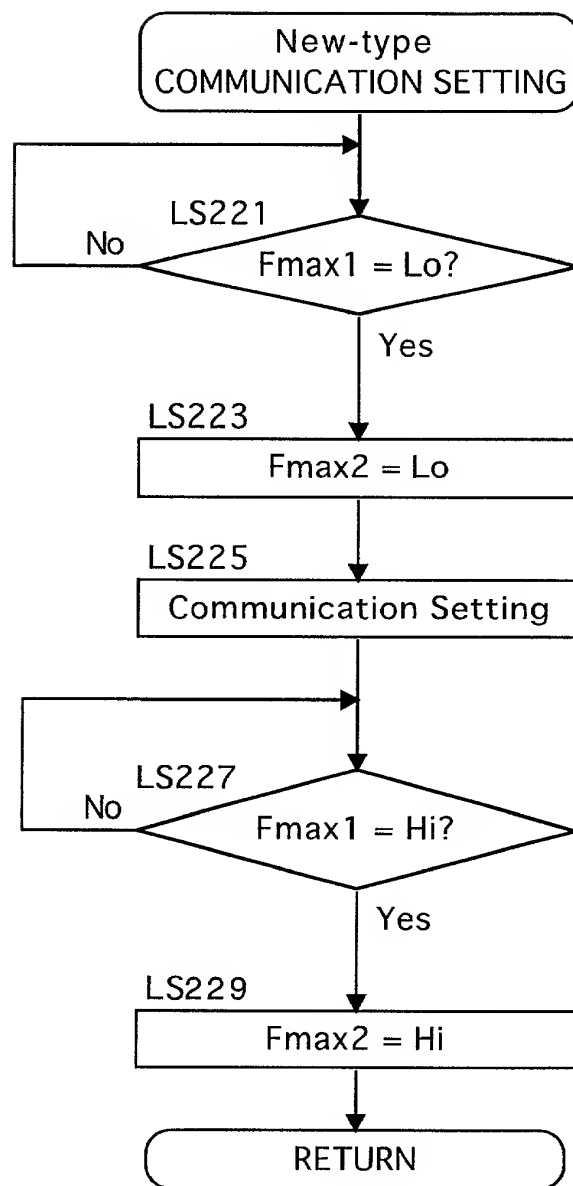 New-type
COMMUNICATION SETTING
LS221
No
Fmax1 = Lo?
Yes
LS223
Fmax2 = Lo
LS225
Communication Setting
LS227
No
Fmax1 = Hi?
Yes
LS229
Fmax2 = Hi
RETURN